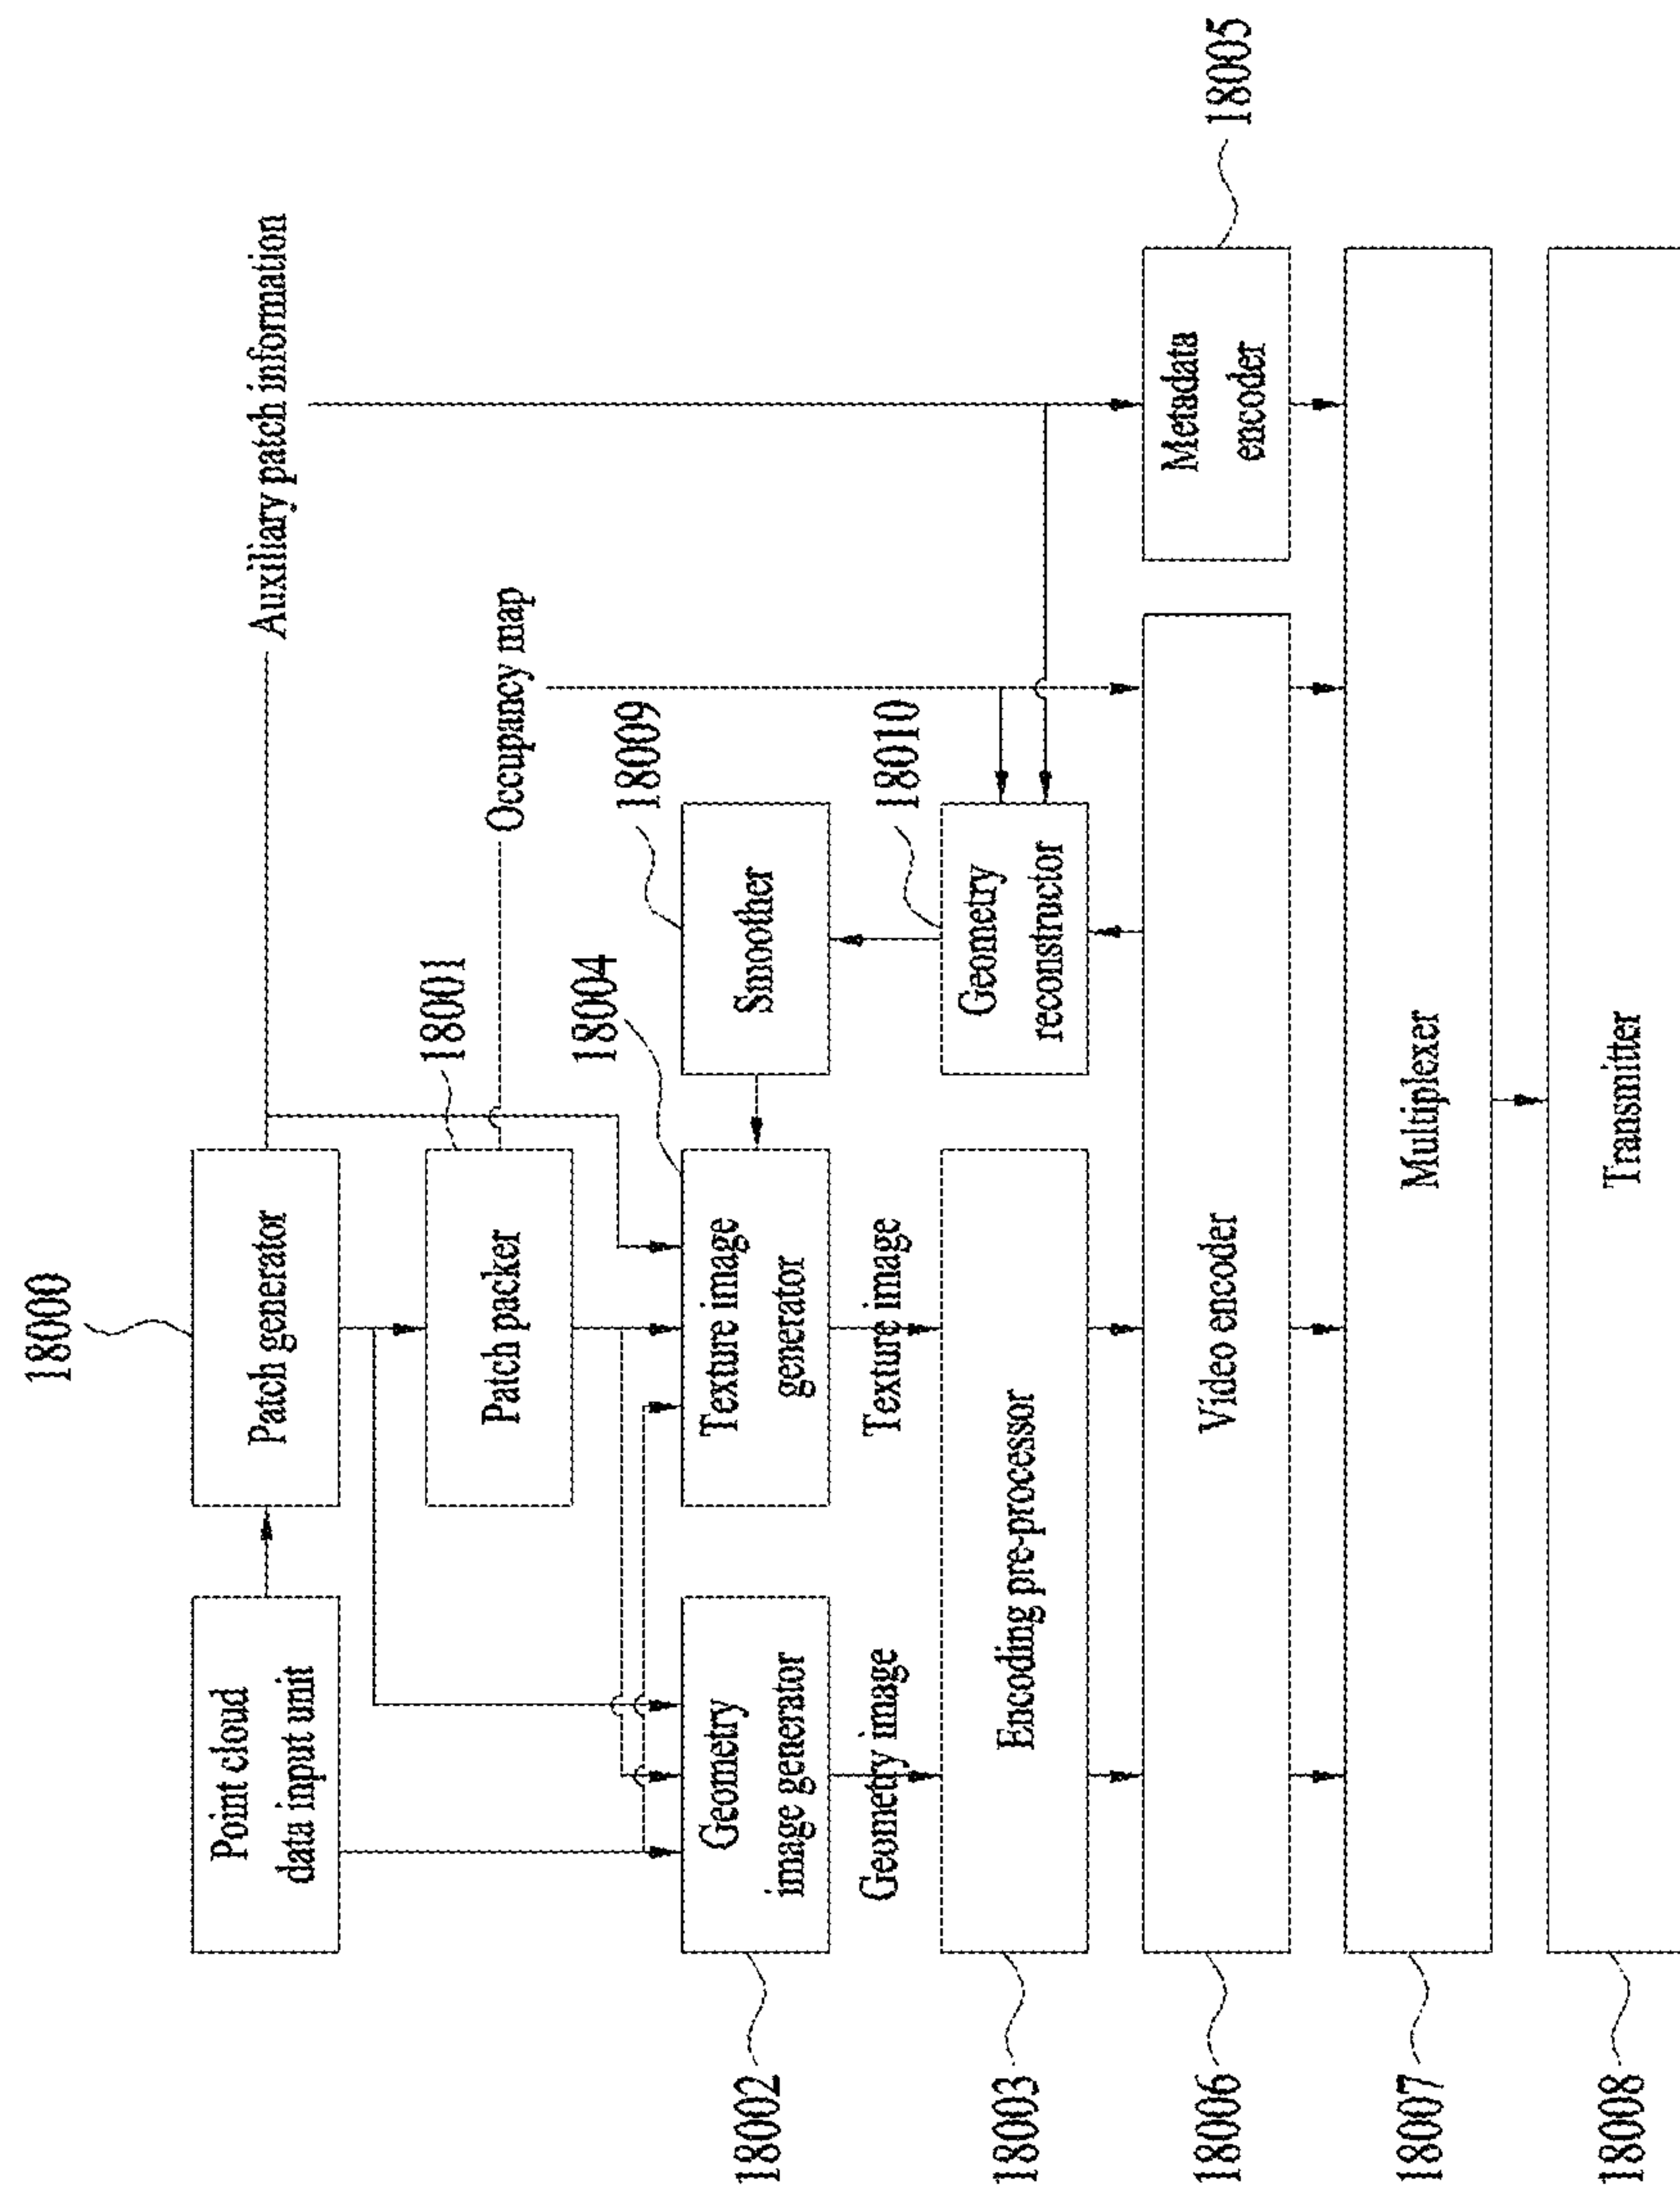 18000
Point cloud
data input unit
Patch generator
Auxiliary patch information
18001
Patch packer
Occupancy map
18004
18009
18002
Geometry
image generator
Texture image
generator
Smoother
Geometry image
Texture image
18010
18003
Encoding pre-processor
Geometry
reconstructor
18005
18006
Video encoder
Metadata
encoder
18007
Multiplexer
18008
Transmitter